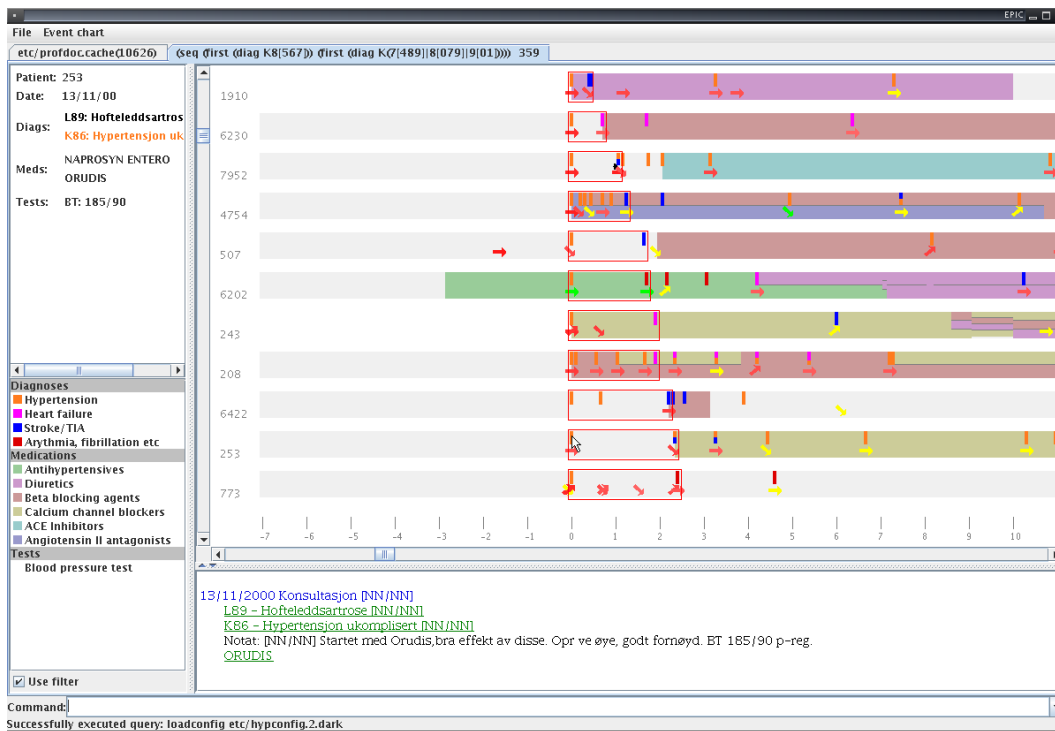 EPIC
File Event chart
etc/profdoc.cache(10626) (seq (first (diag K8[567])) (first (diag K(7[489]|8[079]|9[01])))) 359
Patient: 253
Date: 13/11/00
Diags: L89: Hofteleddsartros
K86: Hypertensjon uk
Meds: NAPROSYN ENTERO
ORUDIS
Tests: BT: 185/90
Diagnoses
Hypertension
Heart failure
Stroke/TIA
Arythmia, fibrillation etc
Medications
Antihypertensives
Diuretics
Beta blocking agents
Calcium channel blockers
ACE Inhibitors
Angiotensin II antagonists
Tests
Blood pressure test
Use filter
1910
6230
7952
4754
507
6202
243
208
6422
253
773
-7 -6 -5 -4 -3 -2 -1 0 1 2 3 4 5 6 7 8 9 10
13/11/2000 Konsultasjon [NN/NN]
L89 - Hofteleddsartrose [NN/NN]
K86 - Hypertensjon ukomplisert [NN/NN]
Notat: [NN/NN] Startet med Orudis,bra effekt av disse. Opr ve øye, godt fornøyd. BT 185/90 p-reg.
ORUDIS
Command:
Successfully executed query: loadconfig etc/hypconfig.2.dark